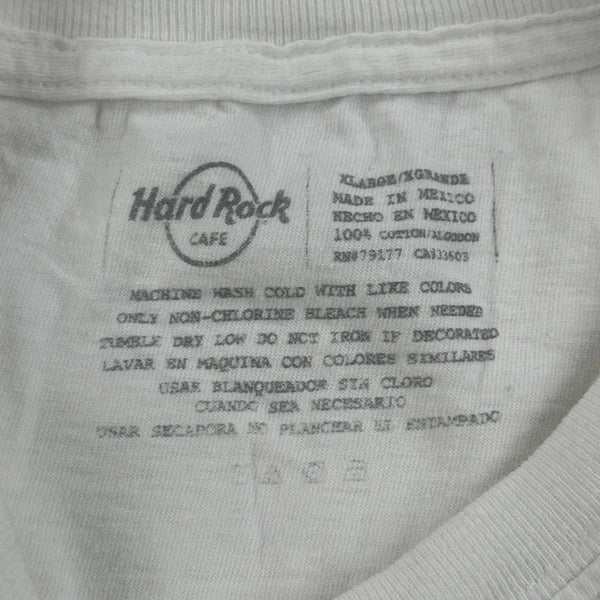 Hard Rock
CAFE
XLARGE/XGRANDE
MADE IN MEXICO
HECHO EN MEXICO
100% COTTON/ALGODON
RN#79177 CA#33603
MACHINE WASH COLD WITH LIKE COLORS
ONLY NON-CHLORINE BLEACH WHEN NEEDED
TUMBLE DRY LOW DO NOT IRON IF DECORATED
LAVAR EN MAQUINA CON COLORES SIMILARES
USAR BLANQUEADOR SIN CLORO
CUANDO SEA NECESARIO
USAR SECADORA NO PLANCHAR EL ESTAMPADO